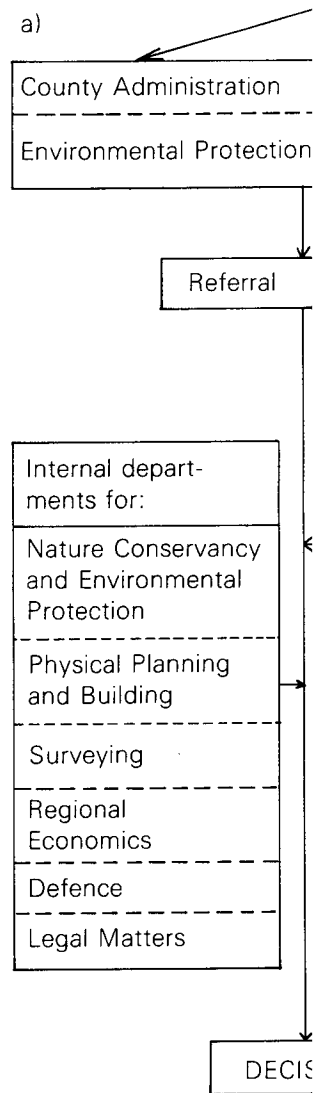 a)
County Administration
Environmental Protection
Referral
Internal depart-
ments for:
Nature Conservancy
and Environmental
Protection
Physical Planning
and Building
Surveying
Regional
Economics
Defence
Legal Matters
DECIS